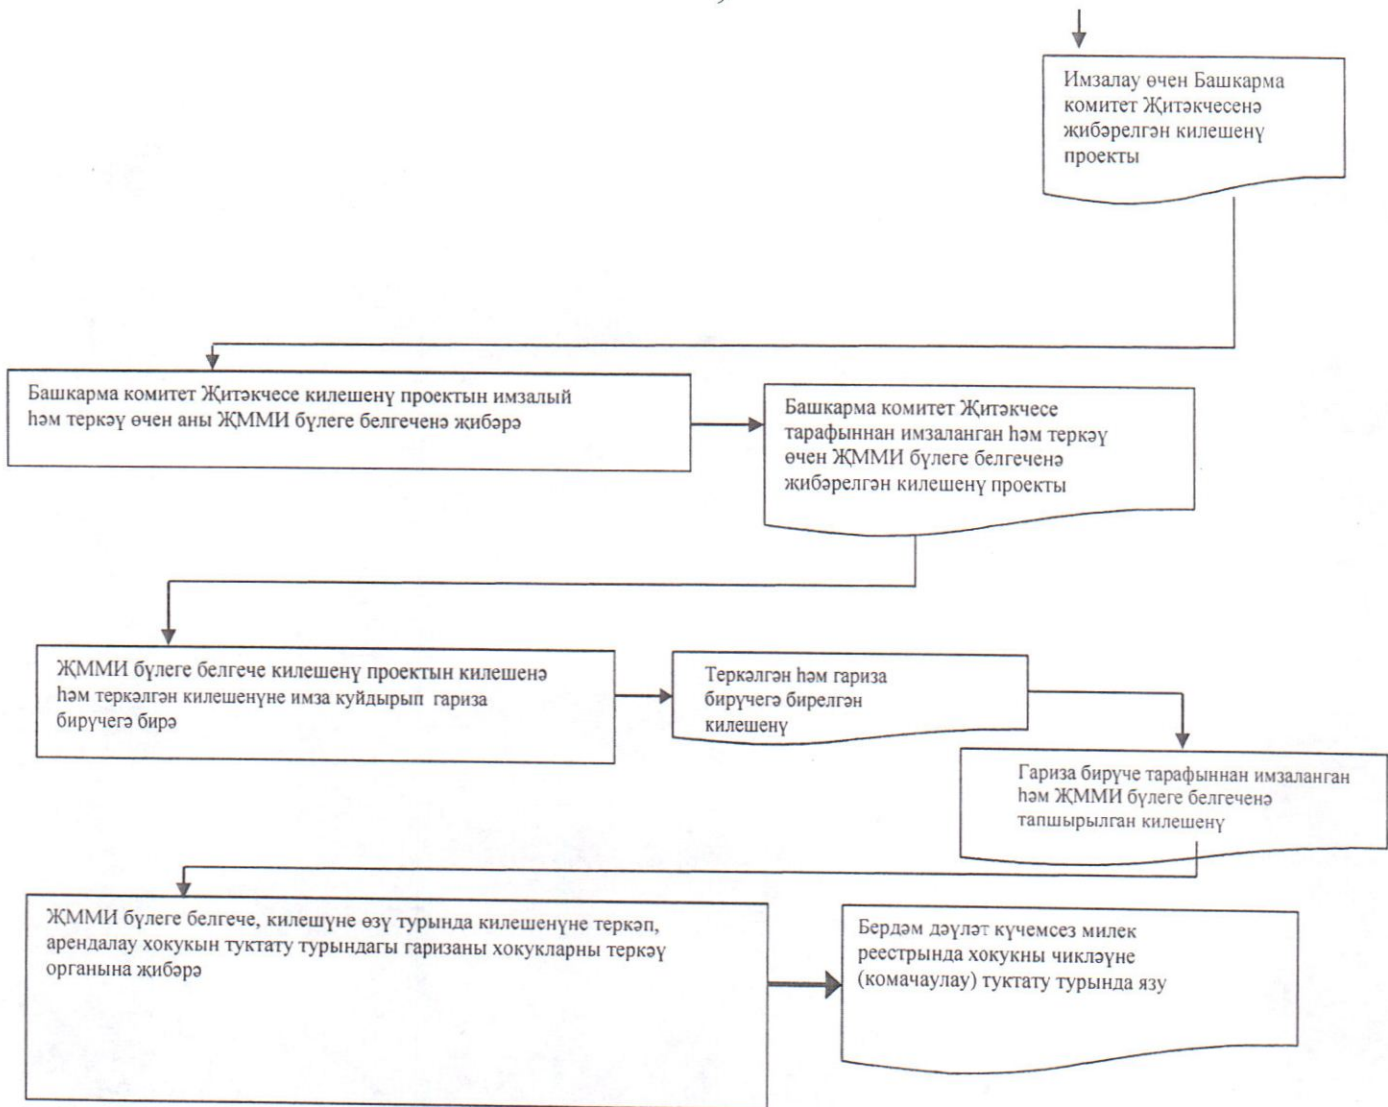 Имзалау өчен Башкарма
комитет Җитәкчесенә
җибәрелгән килешенү
проекты
Башкарма комитет Җитәкчесе килешенү проектын имзалый
һәм теркәү өчен аны ҖММИ бүлеге белгеченә җибәрә
Башкарма комитет Җитәкчесе
тарафыннан имзаланган һәм теркәү
өчен ҖММИ бүлеге белгеченә
җибәрелгән килешенү проекты
ҖММИ бүлеге белгече килешенү проектын килешенә
һәм теркәлгән килешенүне имза куйдырып гариза
бирүчегә бирә
Теркәлгән һәм гариза
бирүчегә бирелгән
килешенү
Гариза бирүче тарафыннан имзаланган
һәм ҖММИ бүлеге белгеченә
тапшырылган килешенү
ҖММИ бүлеге белгече, килешүне өзү турында килешенүне теркәп,
арендалау хокукын туктату турындагы гаризаны хокукларны теркәү
органына җибәрә
Бердәм дәүләт күчемсез милек
реестрында хокукны чикләүне
(комачаулау) туктату турында язу